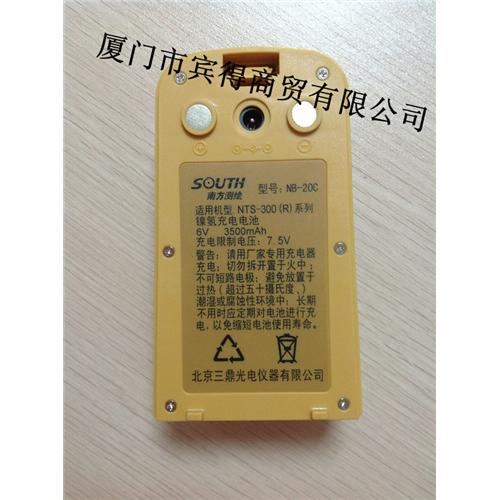 厦门市宾得商贸有限公司
SOUTH 型号: NB-20C
南方测绘
适用机型. NTS-300(R)系列
镍氢充电电池
6V 3500mAh
充电限制电压: 7.5V
警告: 请用厂家专用充电器
充电; 切勿拆开置于火中;
不可短路电极; 避免放置于
过热(超过五十摄氏度、)
潮湿或腐蚀性环境中; 长期
不用时应定期对电池进行充
电, 以免缩短电池使用寿命.
北京三鼎光电仪器有限公司